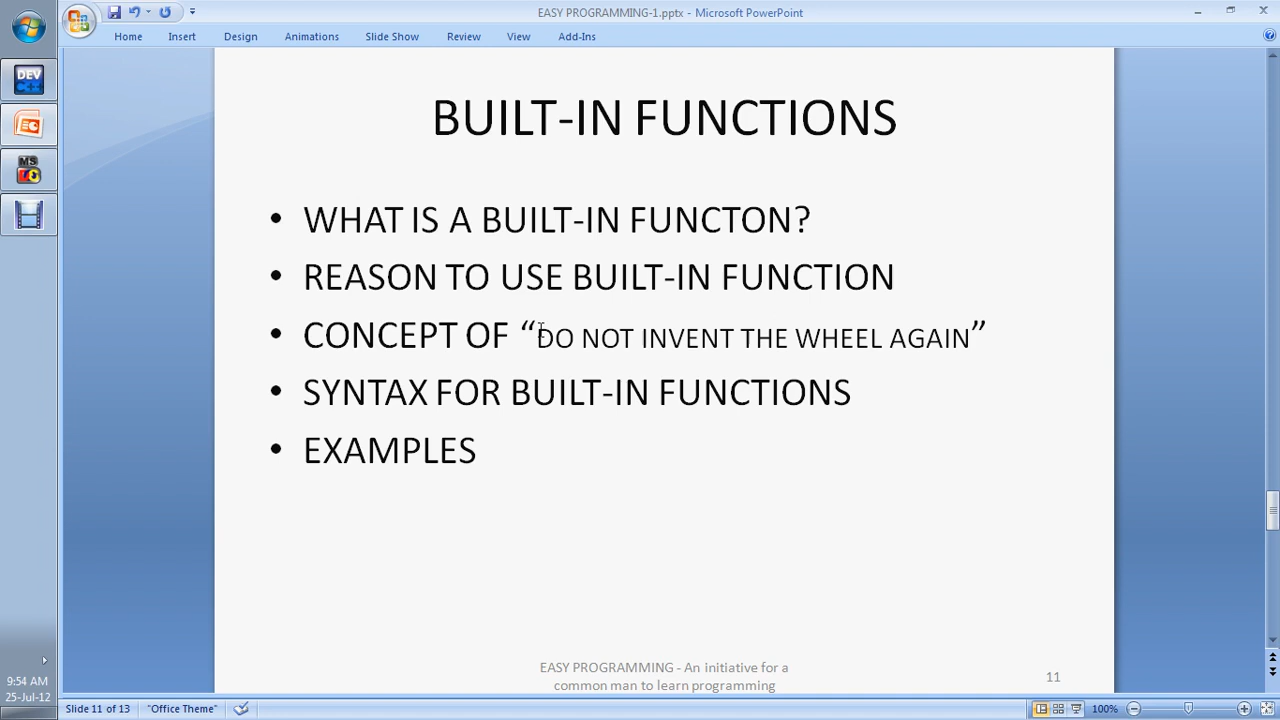 EASY PROGRAMMING-1.pptx - Microsoft PowerPoint
Home Insert Design Animations Slide Show Review View Add-Ins
DEV
C++
MS
BUILT-IN FUNCTIONS
• WHAT IS A BUILT-IN FUNCTON?
• REASON TO USE BUILT-IN FUNCTION
• CONCEPT OF “DO NOT INVENT THE WHEEL AGAIN”
• SYNTAX FOR BUILT-IN FUNCTIONS
• EXAMPLES
EASY PROGRAMMING - An initiative for a
common man to learn programming
11
9:54 AM
25-Jul-12
Slide 11 of 13 "Office Theme" 100%